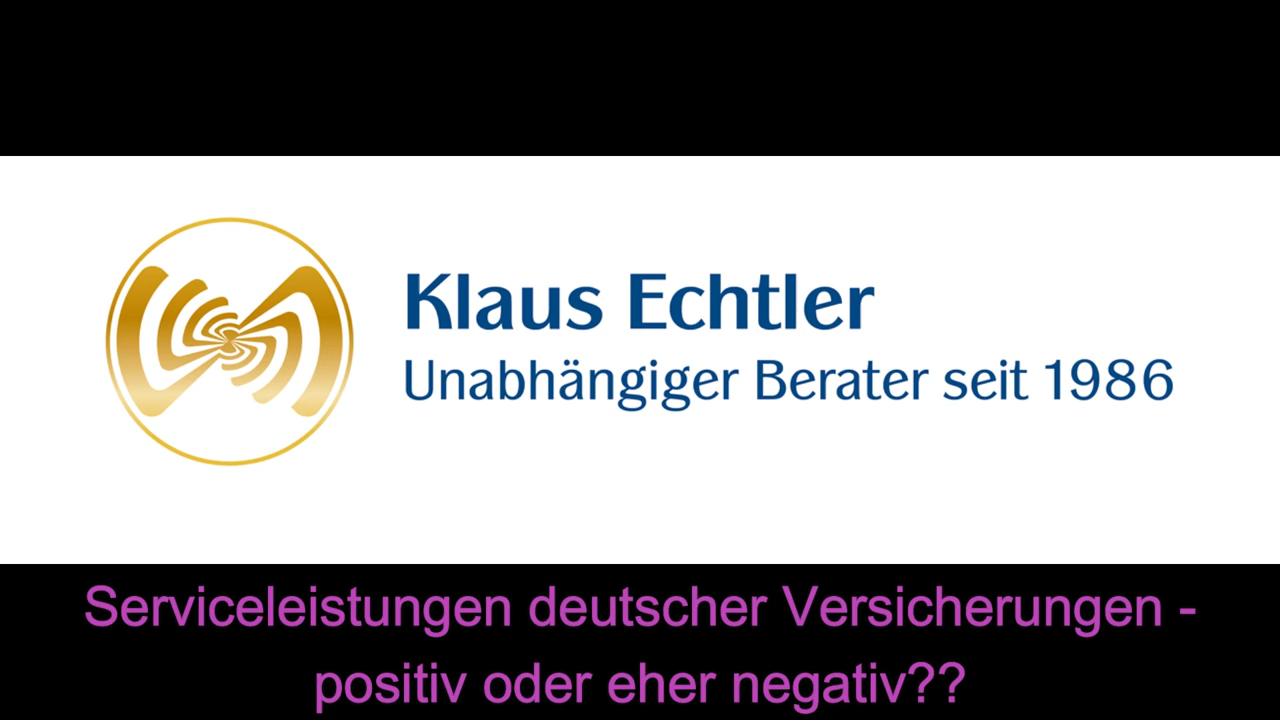 Klaus Echtler
Unabhängiger Berater seit 1986
Serviceleistungen deutscher Versicherungen -
positiv oder eher negativ??